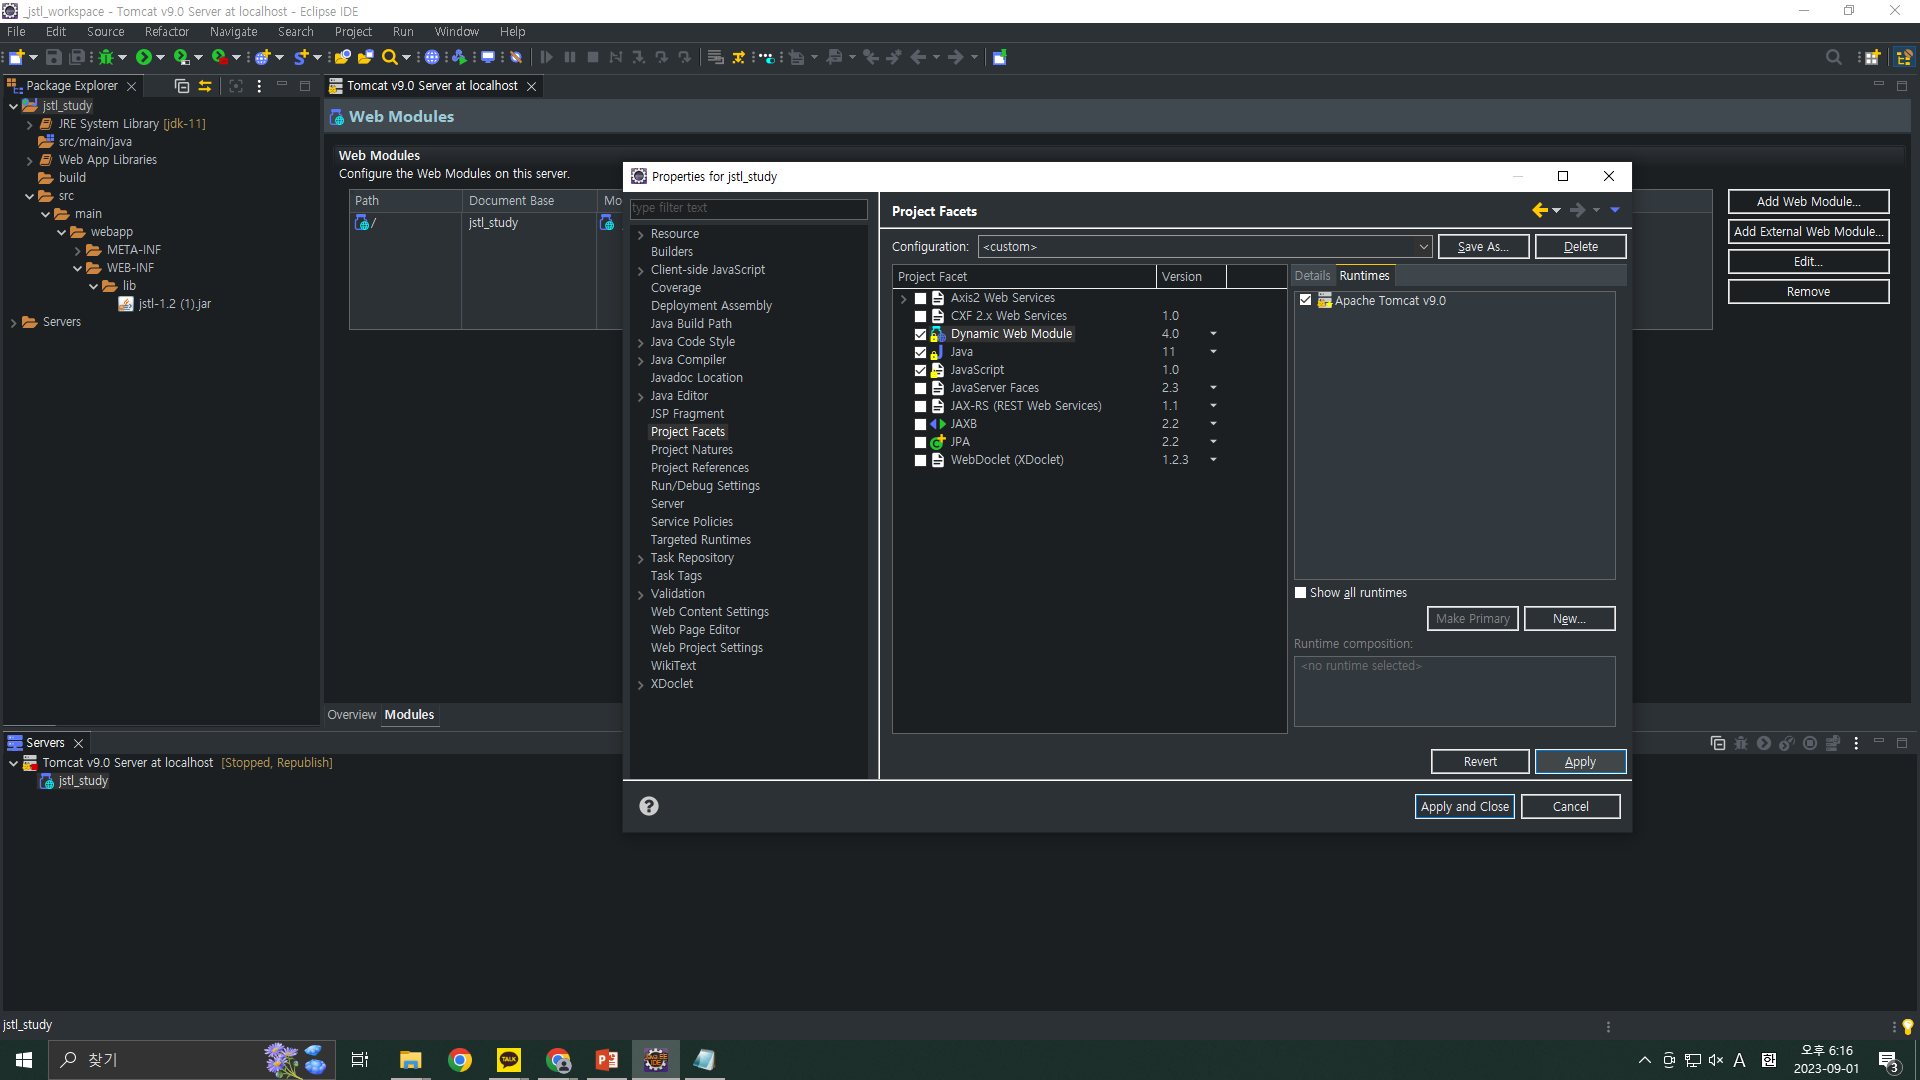 _jstl_workspace - Tomcat v9.0 Server at localhost - Eclipse IDE
File Edit Source Refactor Navigate Search Project Run Window Help
Package Explorer
Tomcat v9.0 Server at localhost
jstl_study
JRE System Library [jdk-11]
src/main/java
Web App Libraries
build
src
main
webapp
META-INF
WEB-INF
lib
jstl-1.2 (1).jar
Servers
Web Modules
Web Modules
Configure the Web Modules on this server.
Path Document Base Mo
/ jstl_study
Add Web Module...
Add External Web Module...
Edit...
Remove
Overview Modules
Properties for jstl_study
type filter text
Resource
Builders
Client-side JavaScript
Coverage
Deployment Assembly
Java Build Path
Java Code Style
Java Compiler
Javadoc Location
Java Editor
JSP Fragment
Project Facets
Project Natures
Project References
Run/Debug Settings
Server
Service Policies
Targeted Runtimes
Task Repository
Task Tags
Validation
Web Content Settings
Web Page Editor
Web Project Settings
WikiText
XDoclet
Project Facets
Configuration: <custom> Save As... Delete
Project Facet Version
Axis2 Web Services
CXF 2.x Web Services 1.0
Dynamic Web Module 4.0
Java 11
JavaScript 1.0
JavaServer Faces 2.3
JAX-RS (REST Web Services) 1.1
JAXB 2.2
JPA 2.2
WebDoclet (XDoclet) 1.2.3
Details Runtimes
Apache Tomcat v9.0
Show all runtimes
Make Primary New...
Runtime composition:
<no runtime selected>
Revert Apply
Apply and Close Cancel
Servers
Tomcat v9.0 Server at localhost [Stopped, Republish]
jstl_study
jstl_study
찾기
TALK
Java EE
IDE
A
오후 6:16
2023-09-01
3